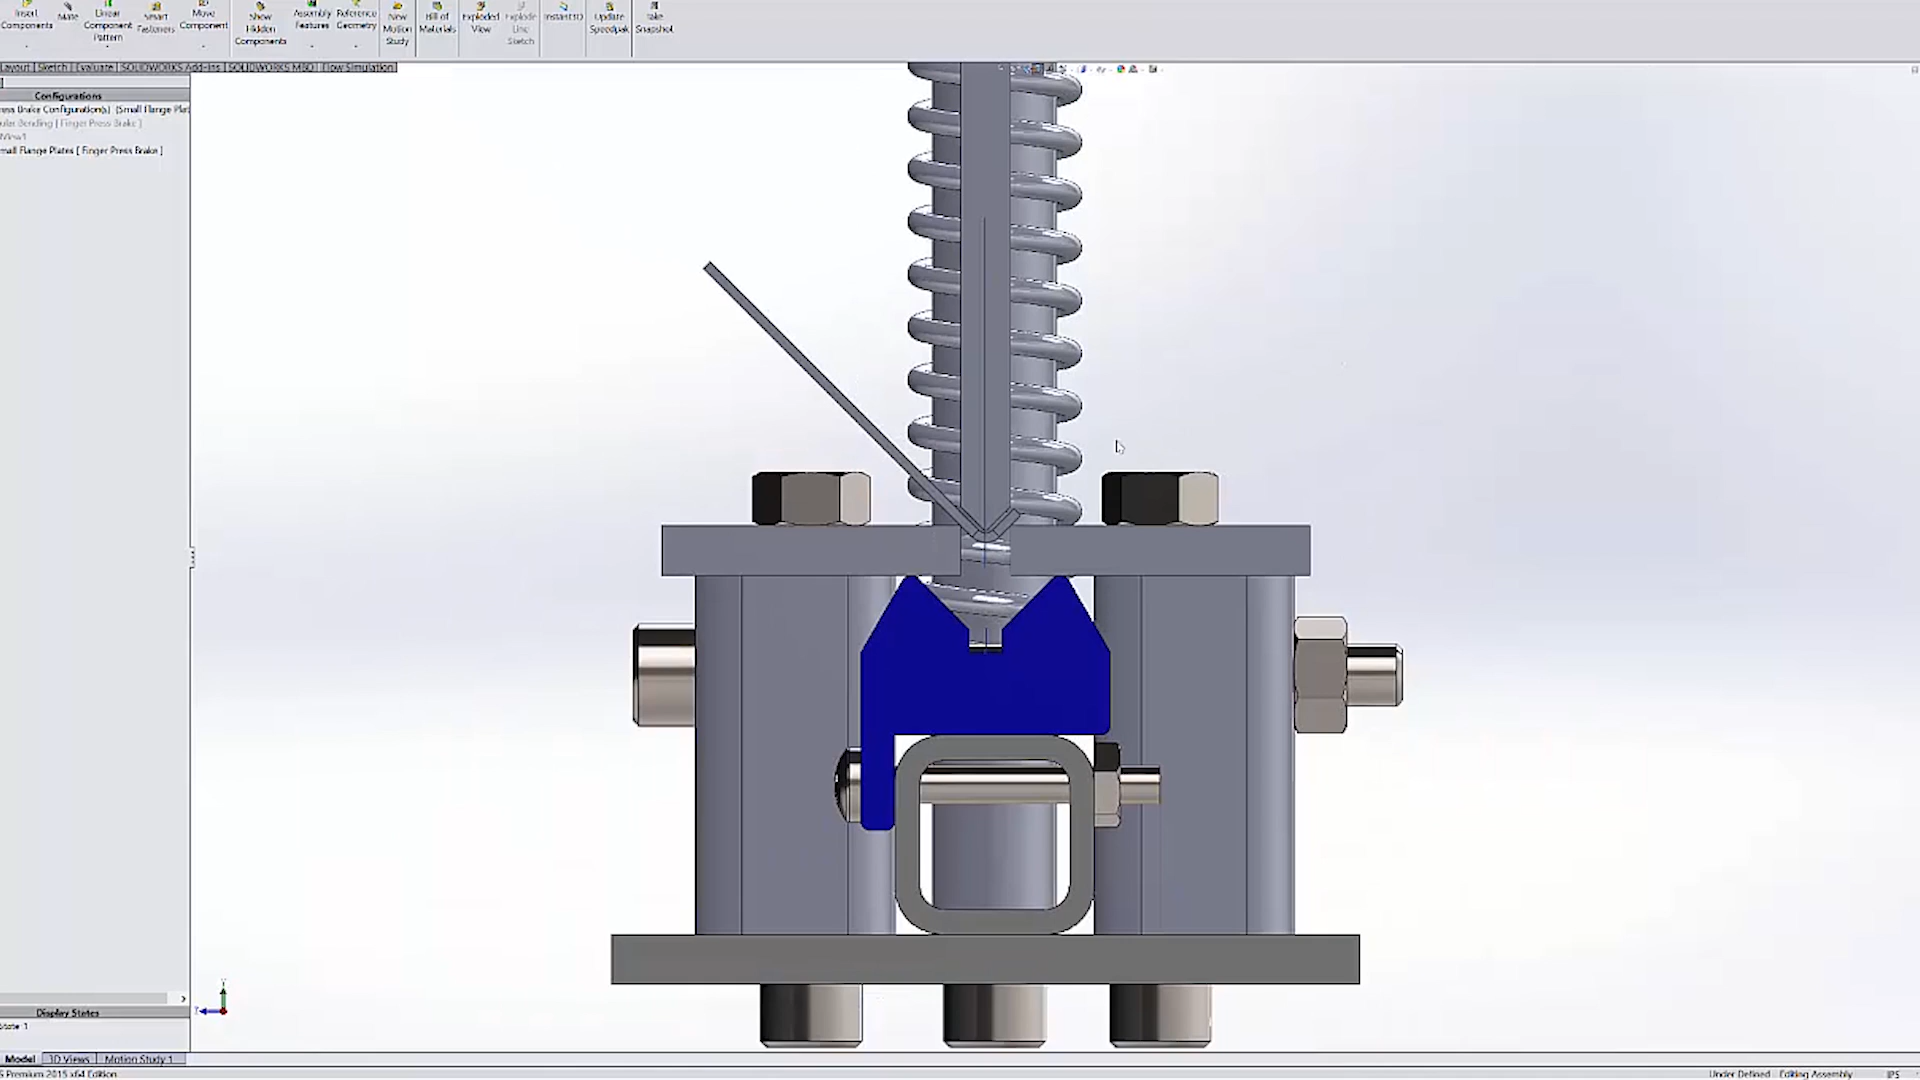 Insert Components
Mate
Linear Component Pattern
Smart Fasteners
Move Component
Show Hidden Components
Assembly Features
Reference Geometry
New Motion Study
Bill of Materials
Exploded View
Explode Line Sketch
Instant3D
Update Speedpak
Take Snapshot
Layout | Sketch | Evaluate | SOLIDWORKS Add-Ins | SOLIDWORKS MBD | Flow Simulation
Configurations
ess Brake Configuration(s) (Small Flange Plat
ular Bending [ Finger Press Brake ]
View1
mall Flange Plates [ Finger Press Brake ]
Display States
State 1
Model 3D Views Motion Study 1
S Premium 2015 x64 Edition
Under Defined Editing Assembly IPS